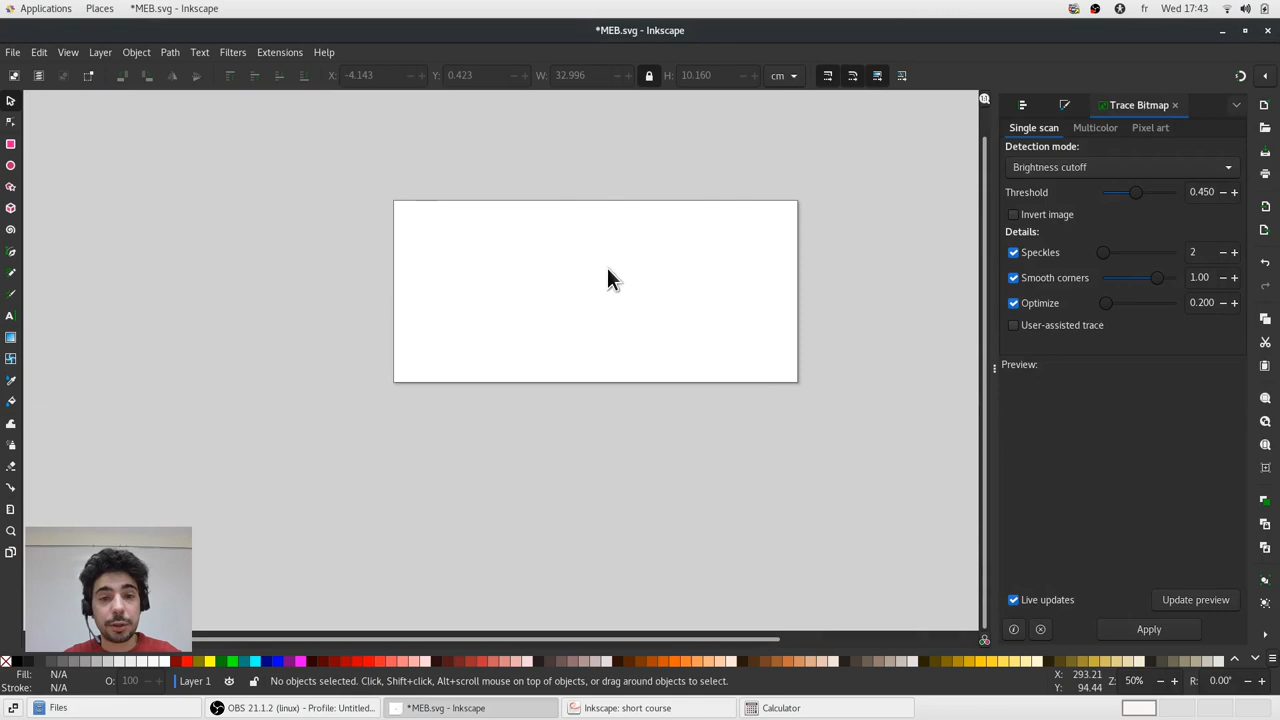 Applications Places *MEB.svg - Inkscape fr Wed 17:43
*MEB.svg - Inkscape
File Edit View Layer Object Path Text Filters Extensions Help
X: -4.143 − + Y: 0.423 − + W: 32.996 − + H: 10.160 − + cm
Trace Bitmap ×
Single scan Multicolor Pixel art
Detection mode:
Brightness cutoff
Threshold 0.450 − +
Invert image
Details:
Speckles 2 − +
Smooth corners 1.00 − +
Optimize 0.200 − +
User-assisted trace
Preview:
Live updates Update preview
Apply
Fill: N/A
Stroke: N/A
O: 100 − + Layer 1 No objects selected. Click, Shift+click, Alt+scroll mouse on top of objects, or drag around objects to select.
X: 293.21
Y: 94.44
Z: 50% − + R: 0.00° − +
Files OBS 21.1.2 (linux) - Profile: Untitled... *MEB.svg - Inkscape Inkscape: short course Calculator